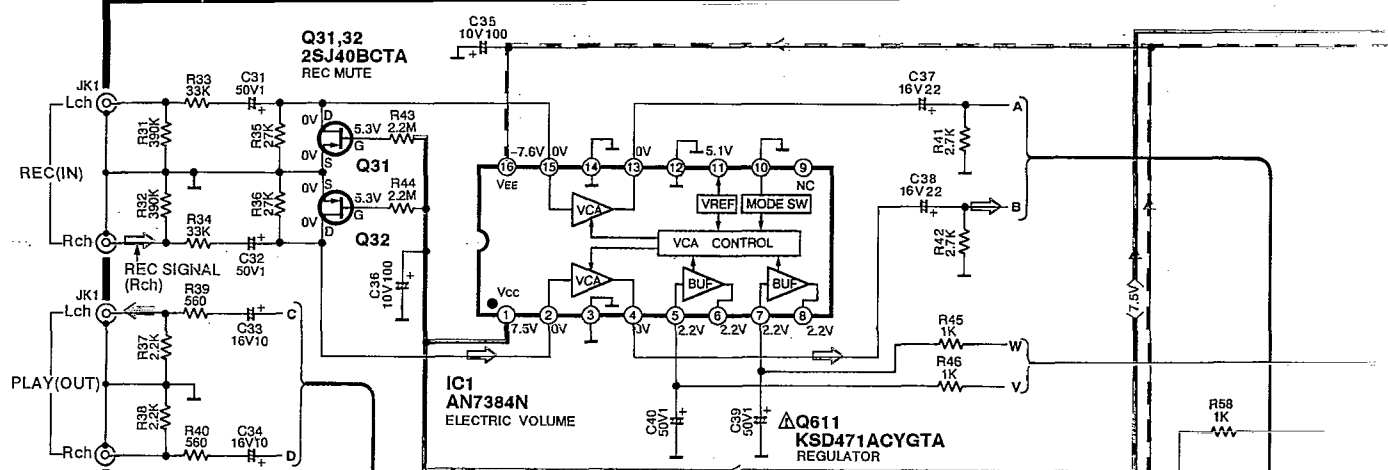 C35
10V100
Q31,32
2SJ40BCTA
REC MUTE
JK1
Lch
R33
33K
C31
50V1
R31
390K
R35
27K
0V
D
5.3V
G
R43
2.2M
0V
S
Q31
REC(IN)
R32
390K
R36
27K
0V
S
5.3V
G
R44
2.2M
0V
D
Q32
Rch
R34
33K
C32
50V1
REC SIGNAL
(Rch)
C36
10V100
-7.6V
0V
0V
5.1V
16
15
14
13
12
11
10
9
VEE
NC
VCA
VREF
MODE SW
VCA CONTROL
VCA
BUF
BUF
Vcc
1
2
3
4
5
6
7
8
7.5V
0V
0V
2.2V
2.2V
2.2V
2.2V
C37
16V22
A
R41
2.7K
C38
16V22
B
R42
2.7K
7.5V
JK1
Lch
R39
560
C33
16V10
C
R37
2.2K
PLAY(OUT)
R38
2.2K
Rch
R40
560
C34
16V10
D
IC1
AN7384N
ELECTRIC VOLUME
R45
1K
W
R46
1K
V
C40
50V1
C39
50V1
Q611
KSD471ACYGTA
REGULATOR
R58
1K